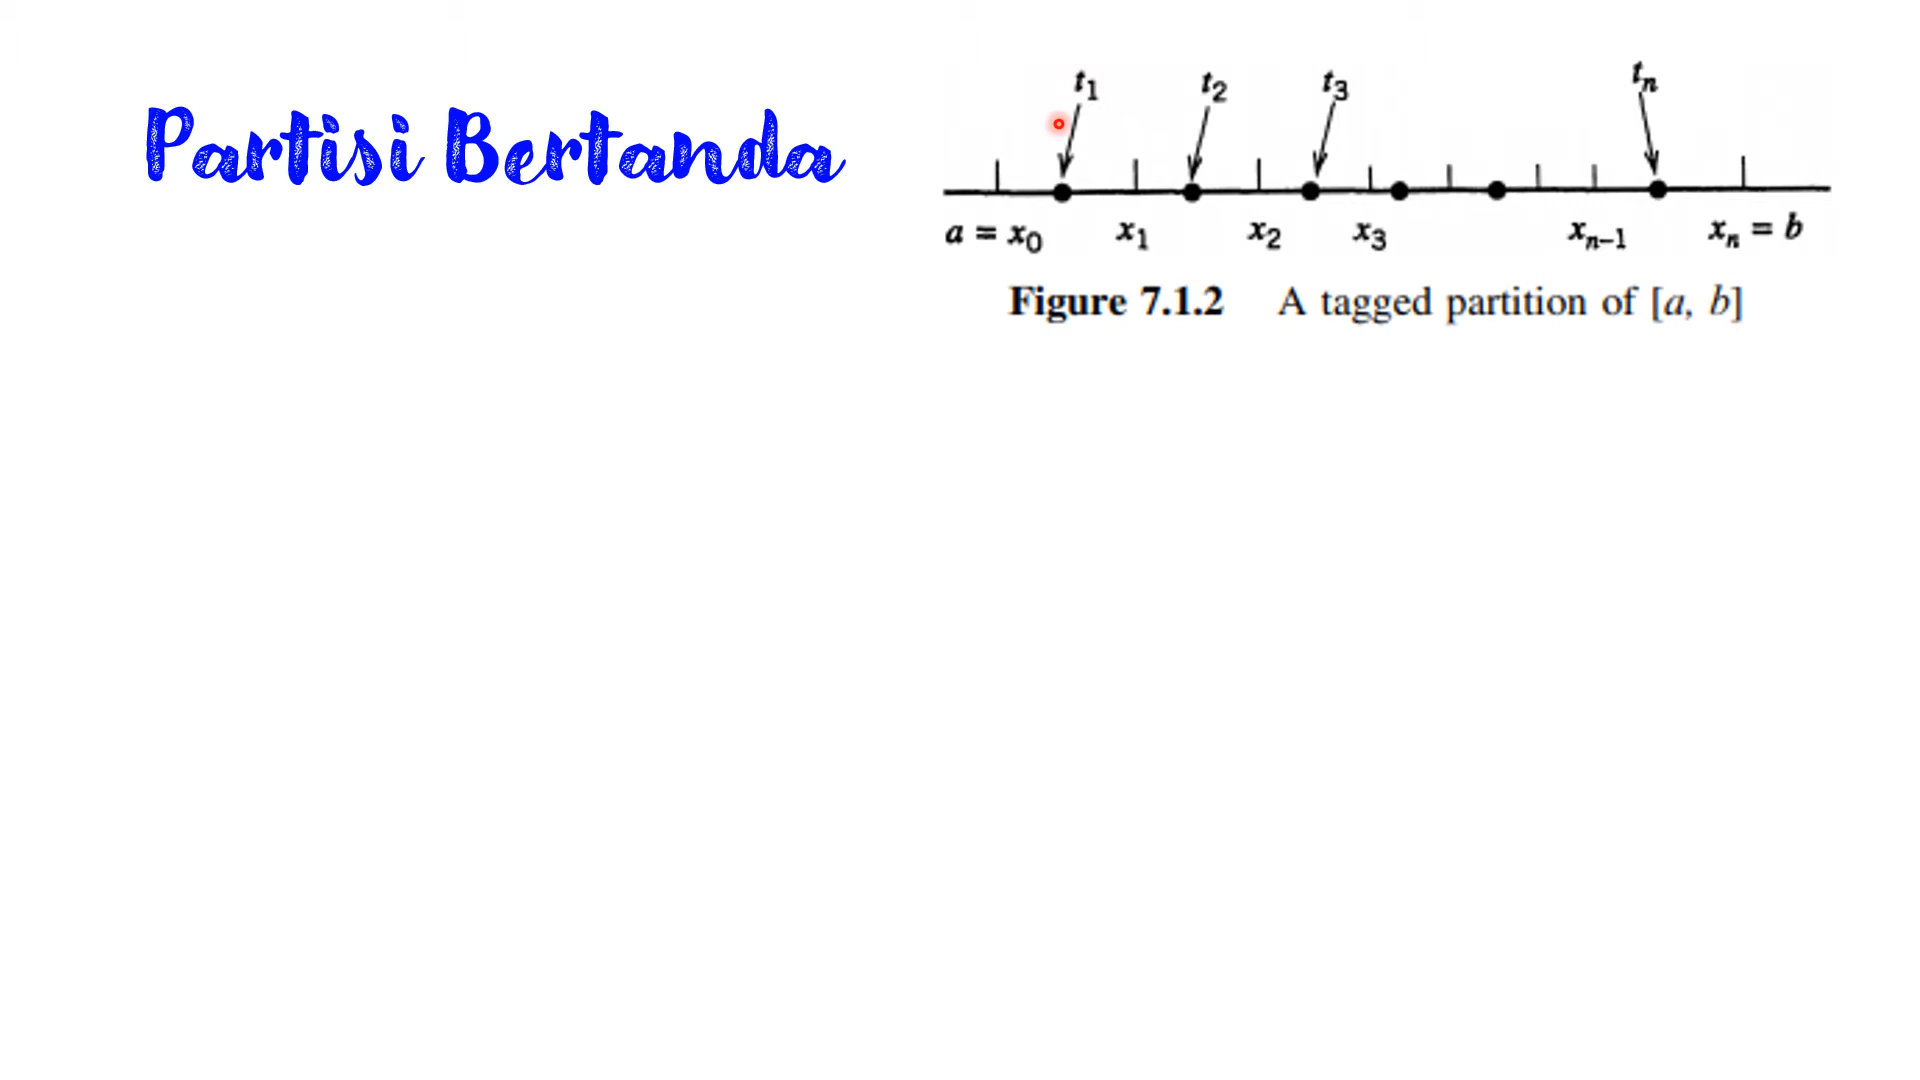 Partisi Bertanda
t1 t2 t3 tn
a = x0 x1 x2 x3 xn–1 xn = b
Figure 7.1.2 A tagged partition of [a, b]